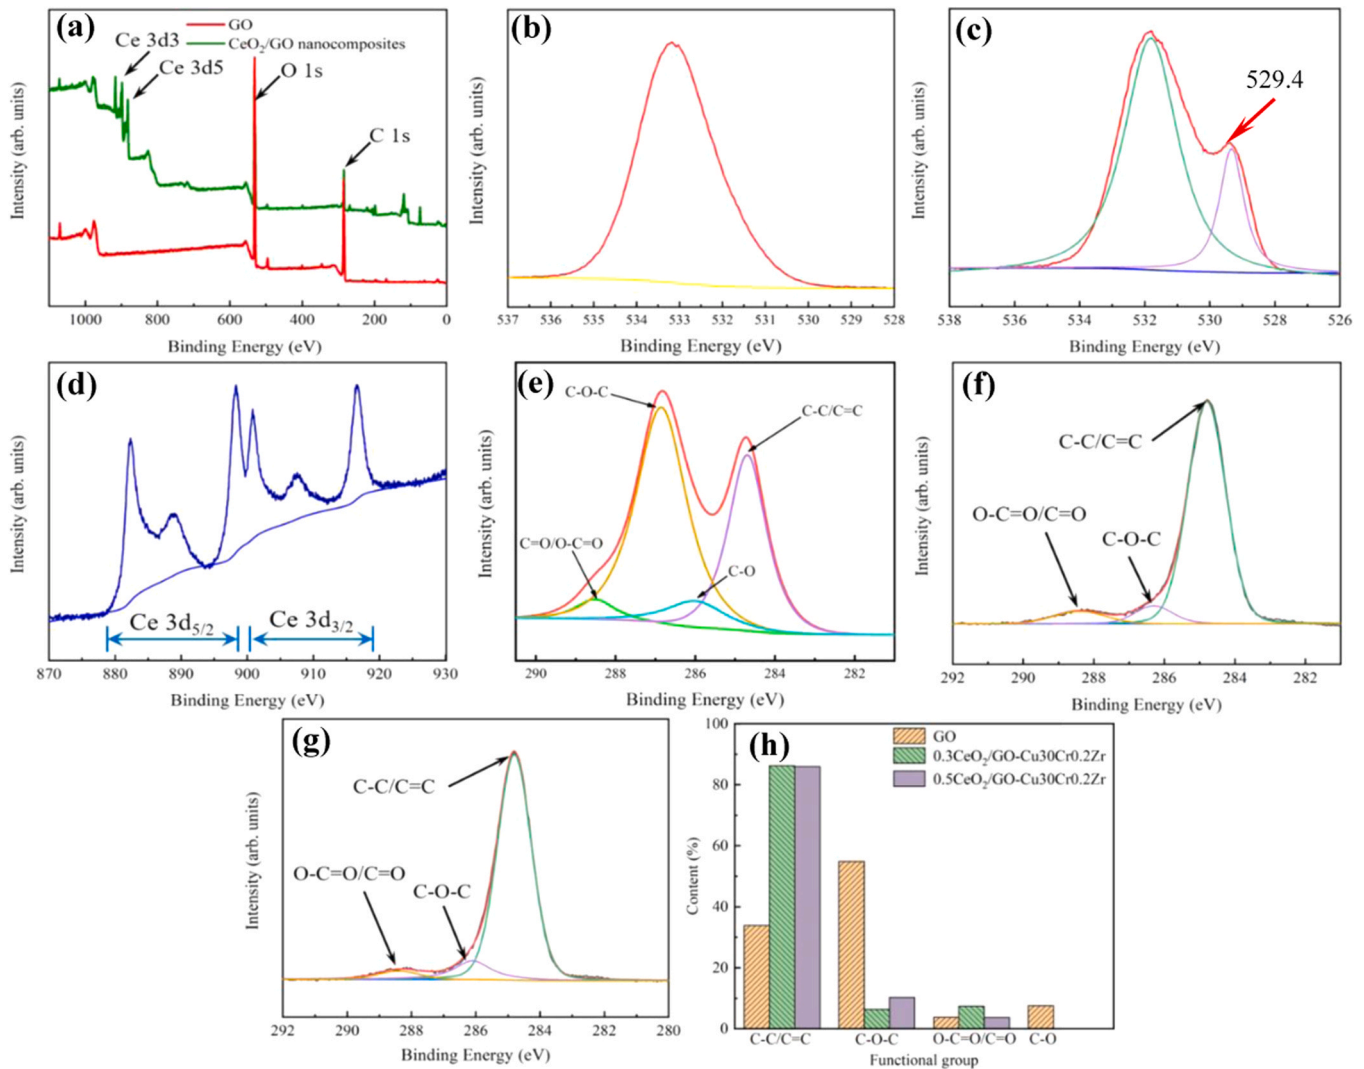 (a)
GO
CeO2/GO nanocomposites
Ce 3d3
Ce 3d5
O 1s
C 1s
Intensity (arb. units)
1000 800 600 400 200 0
Binding Energy (eV)
(b)
Intensity (arb. units)
537 536 535 534 533 532 531 530 529 528
Binding Energy (eV)
(c)
529.4
Intensity (arb. units)
538 536 534 532 530 528 526
Binding Energy (eV)
(d)
Intensity (arb. units)
Ce 3d5/2 Ce 3d3/2
870 880 890 900 910 920 930
Binding Energy (eV)
(e)
C-O-C
C-C/C=C
C=O/O-C=O
C-O
Intensity (arb. units)
290 288 286 284 282
Binding Energy (eV)
(f)
C-C/C=C
O-C=O/C=O
C-O-C
Intensity (arb. units)
292 290 288 286 284 282
Binding Energy (eV)
(g)
C-C/C=C
O-C=O/C=O
C-O-C
Intensity (arb. units)
292 290 288 286 284 282 280
Binding Energy (eV)
(h)
GO
0.3CeO2/GO-Cu30Cr0.2Zr
0.5CeO2/GO-Cu30Cr0.2Zr
Content (%)
100
80
60
40
20
0
C-C/C=C C-O-C O-C=O/C=O C-O
Functional group